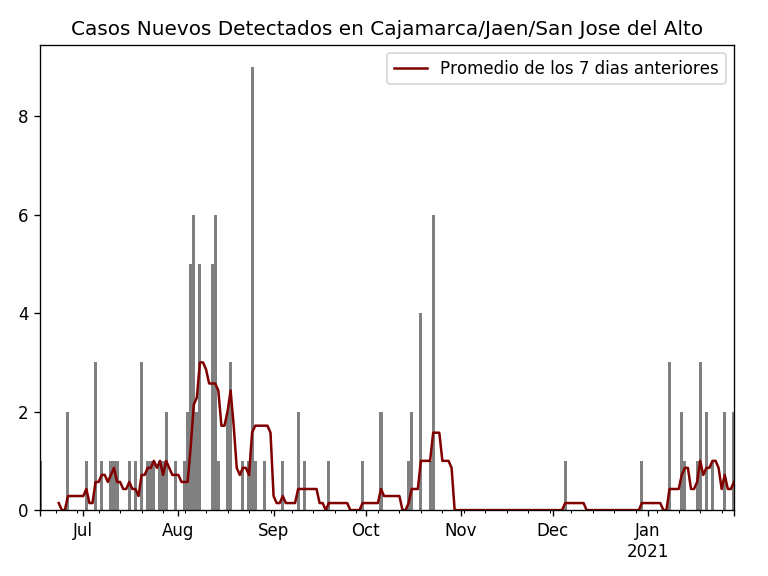 Casos Nuevos Detectados en Cajamarca/Jaen/San Jose del Alto
Promedio de los 7 dias anteriores
8
6
4
2
0
Jul Aug Sep Oct Nov Dec Jan
2021